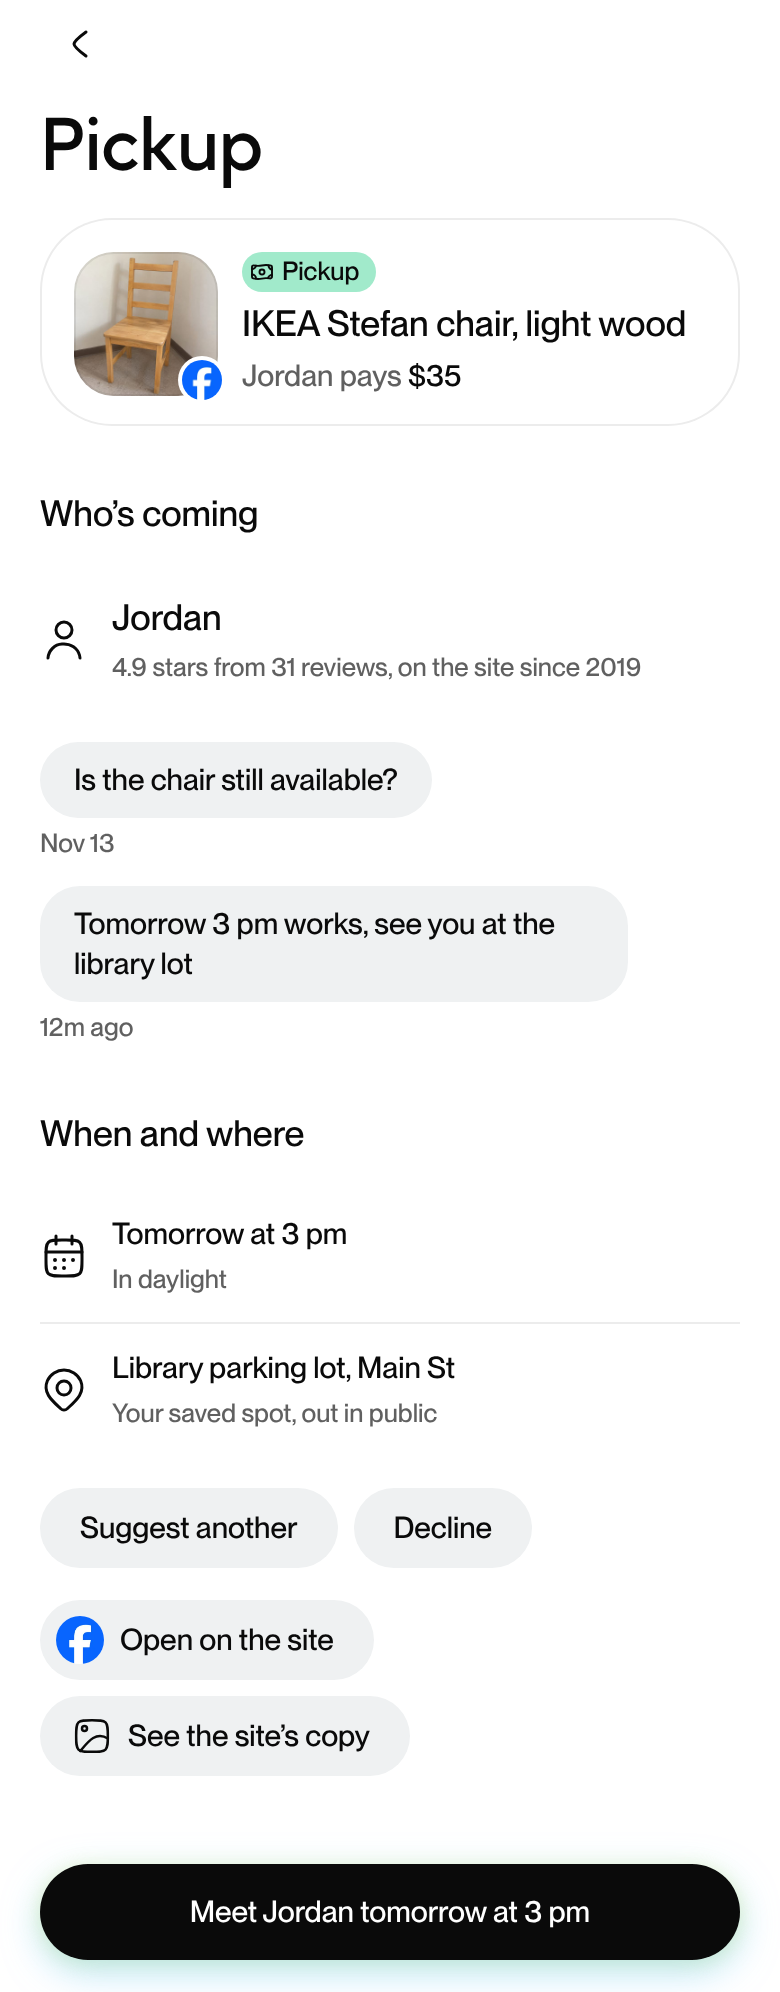 Pickup
Pickup
IKEA Stefan chair, light wood
Jordan pays $35
Who’s coming
Jordan
4.9 stars from 31 reviews, on the site since 2019
Is the chair still available?
Nov 13
Tomorrow 3 pm works, see you at the
library lot
12m ago
When and where
Tomorrow at 3 pm
In daylight
Library parking lot, Main St
Your saved spot, out in public
Suggest another
Decline
Open on the site
See the site’s copy
Meet Jordan tomorrow at 3 pm